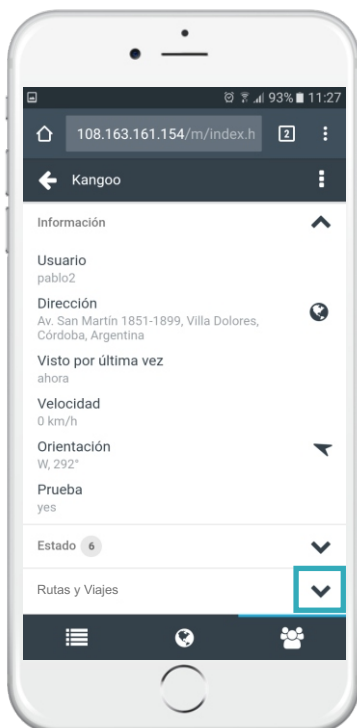 93% 11:27
108.163.161.154/m/index.h 2
Kangoo
Información
Usuario
pablo2
Dirección
Av. San Martín 1851-1899, Villa Dolores,
Córdoba, Argentina
Visto por última vez
ahora
Velocidad
0 km/h
Orientación
W, 292°
Prueba
yes
Estado 6
Rutas y Viajes